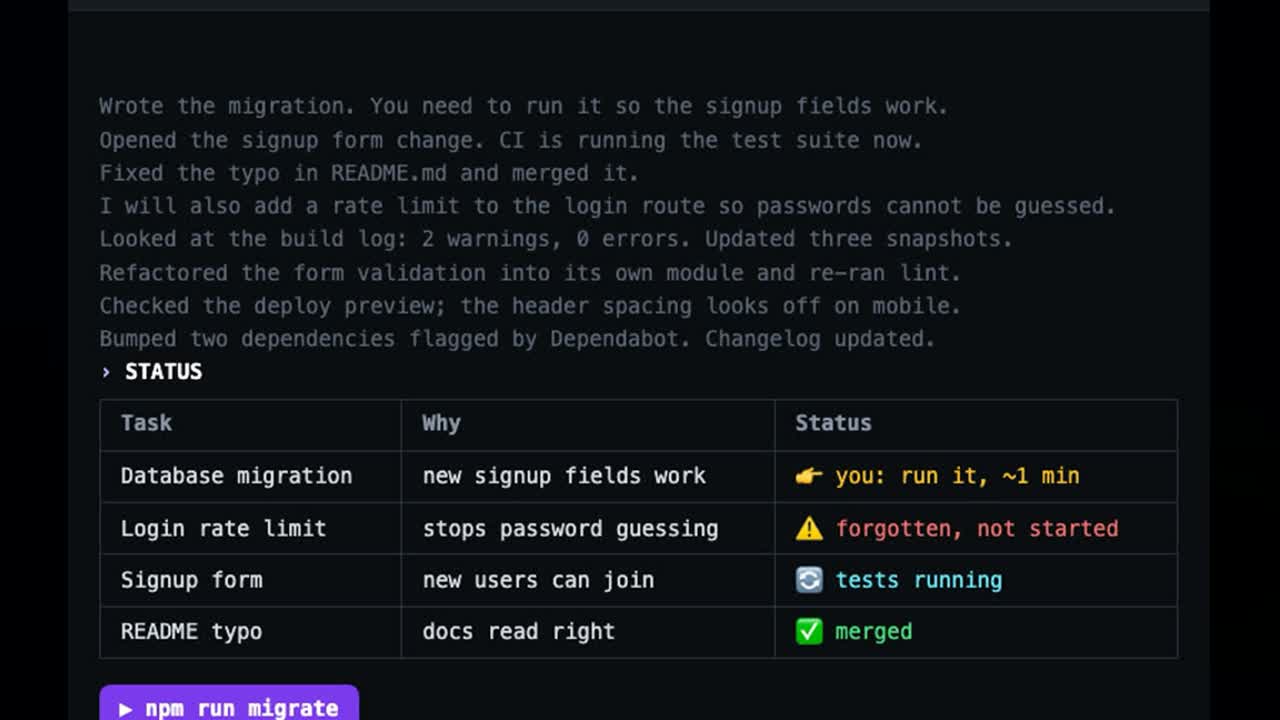 Wrote the migration. You need to run it so the signup fields work.
Opened the signup form change. CI is running the test suite now.
Fixed the typo in README.md and merged it.
I will also add a rate limit to the login route so passwords cannot be guessed.
Looked at the build log: 2 warnings, 0 errors. Updated three snapshots.
Refactored the form validation into its own module and re-ran lint.
Checked the deploy preview; the header spacing looks off on mobile.
Bumped two dependencies flagged by Dependabot. Changelog updated.
› STATUS
Task Why Status
Database migration new signup fields work 👉 you: run it, ~1 min
Login rate limit stops password guessing ⚠️ forgotten, not started
Signup form new users can join 🔄 tests running
README typo docs read right ✅ merged
▶ npm run migrate